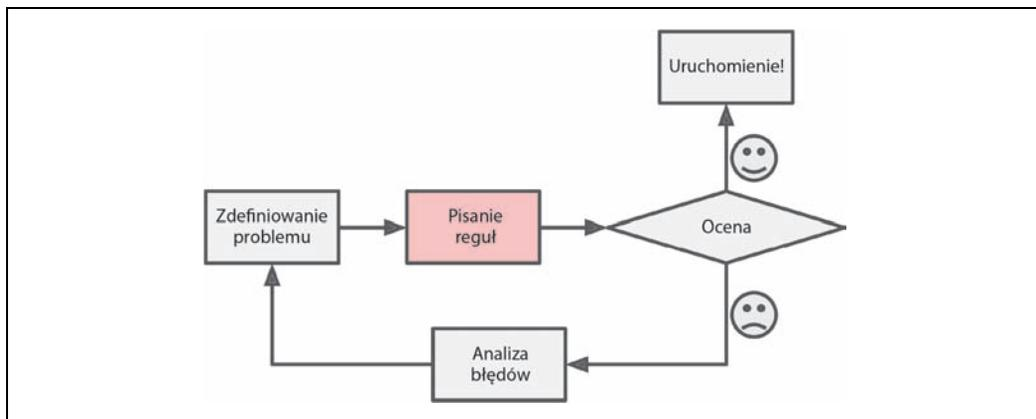 Uruchomienie!
Zdefiniowanie
problemu
Pisanie
reguł
Ocena
Analiza
błędów